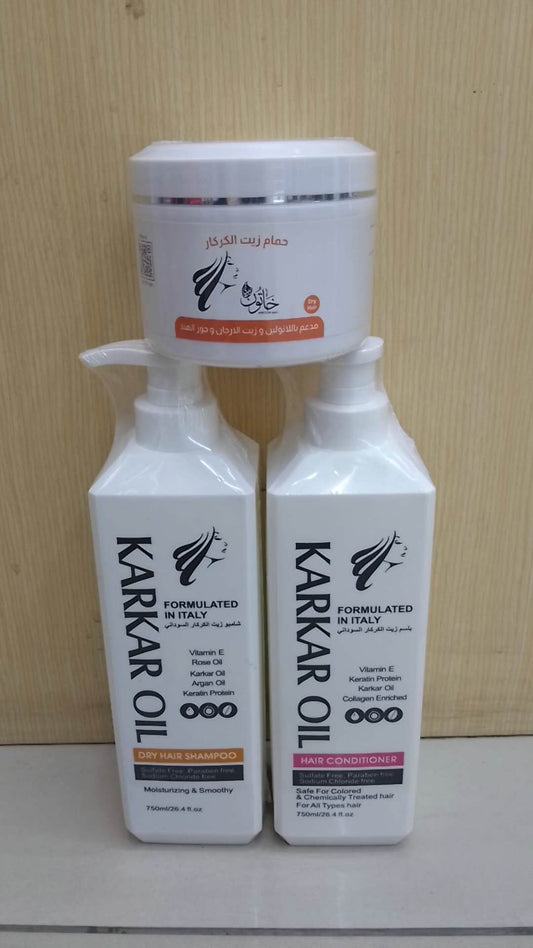 حمام زيت الكركار
خاتون
Dry
Hair
مدعم باللانولين و زيت الارجان و جوز الهند
KARKAR OIL
FORMULATED
IN ITALY
شامبو زيت الكركار السوداني
Vitamin E
Rose Oil
Karkar Oil
Argan Oil
Keratin Protein
DRY HAIR SHAMPOO
Sulfate Free, Paraben free,
Sodium Chloride free
Moisturizing & Smoothy
750ml/26.4 fl.oz
KARKAR OIL
FORMULATED
IN ITALY
بلسم زيت الكركار السوداني
Vitamin E
Keratin Protein
Karkar Oil
Collagen Enriched
HAIR CONDITIONER
Sulfate Free, Paraben free,
Sodium Chloride free
Safe For Colored
& Chemically Treated hair
For All Types hair
750ml/26.4 fl.oz